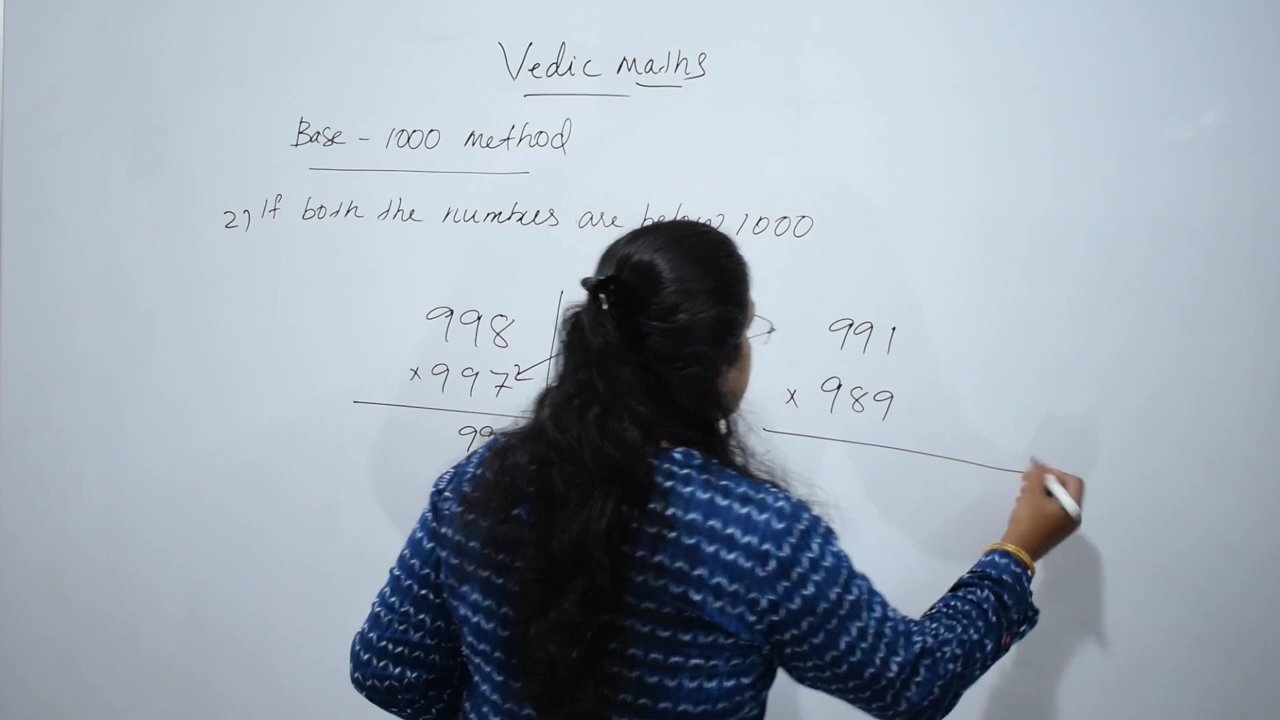 Vedic maths
Base - 1000 method
2) If both the numbers are below 1000
998
× 997
99
991
× 989